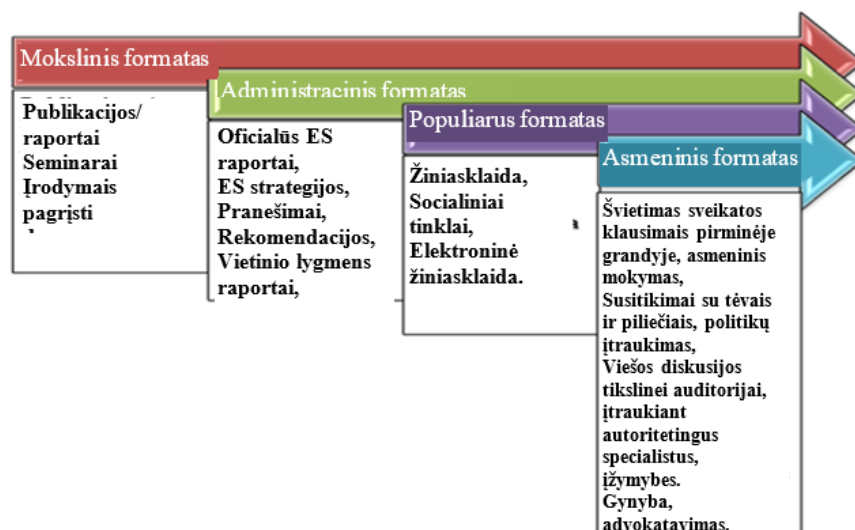 Mokslinis formatas
Publikacijos/
raportai
Seminarai
Įrodymais
pagrįsti
Administracinis formatas
Oficialūs ES
raportai,
ES strategijos,
Pranešimai,
Rekomendacijos,
Vietinio lygmens
raportai,
Populiarus formatas
Žiniasklaida,
Socialiniai
tinklai,
Elektroninė
žiniasklaida.
Asmeninis formatas
Švietimas sveikatos
klausimais pirminėje
grandyje, asmeninis
mokymas,
Susitikimai su tėvais
ir piliečiais, politikų
įtraukimas,
Viešos diskusijos
tikslinei auditorijai,
įtraukiant
autoritetingus
specialistus,
įžymybes.
Gynyba,
advokatavimas.